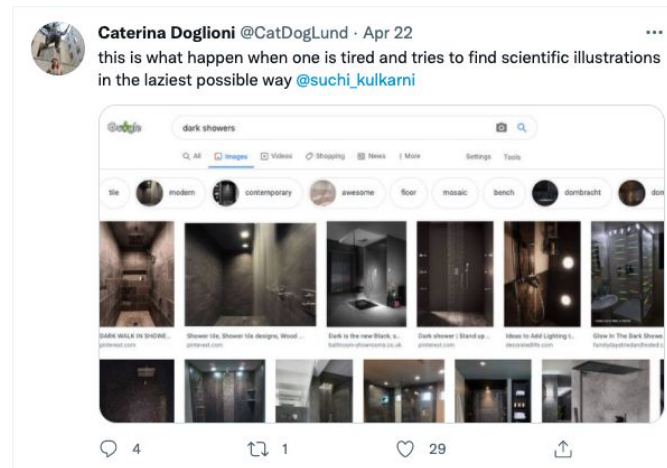 Caterina Doglioni @CatDogLund · Apr 22
this is what happen when one is tired and tries to find scientific illustrations
in the laziest possible way @suchi_kulkarni
Google
dark showers
All Images Videos Shopping News More Settings Tools
tile modern contemporary awesome floor mosaic bench dornbracht
DARK WALK IN SHOWE... Shower tile, Shower tile designs, Wood ... Dark is the new Black, s... Dark shower | Stand up ... Ideas to Add Lighting t... Glow In The Dark Showe
pinterest.com pinterest.com bathroom-showrooms.co.uk pinterest.com decoratedlife.com
4 1 29